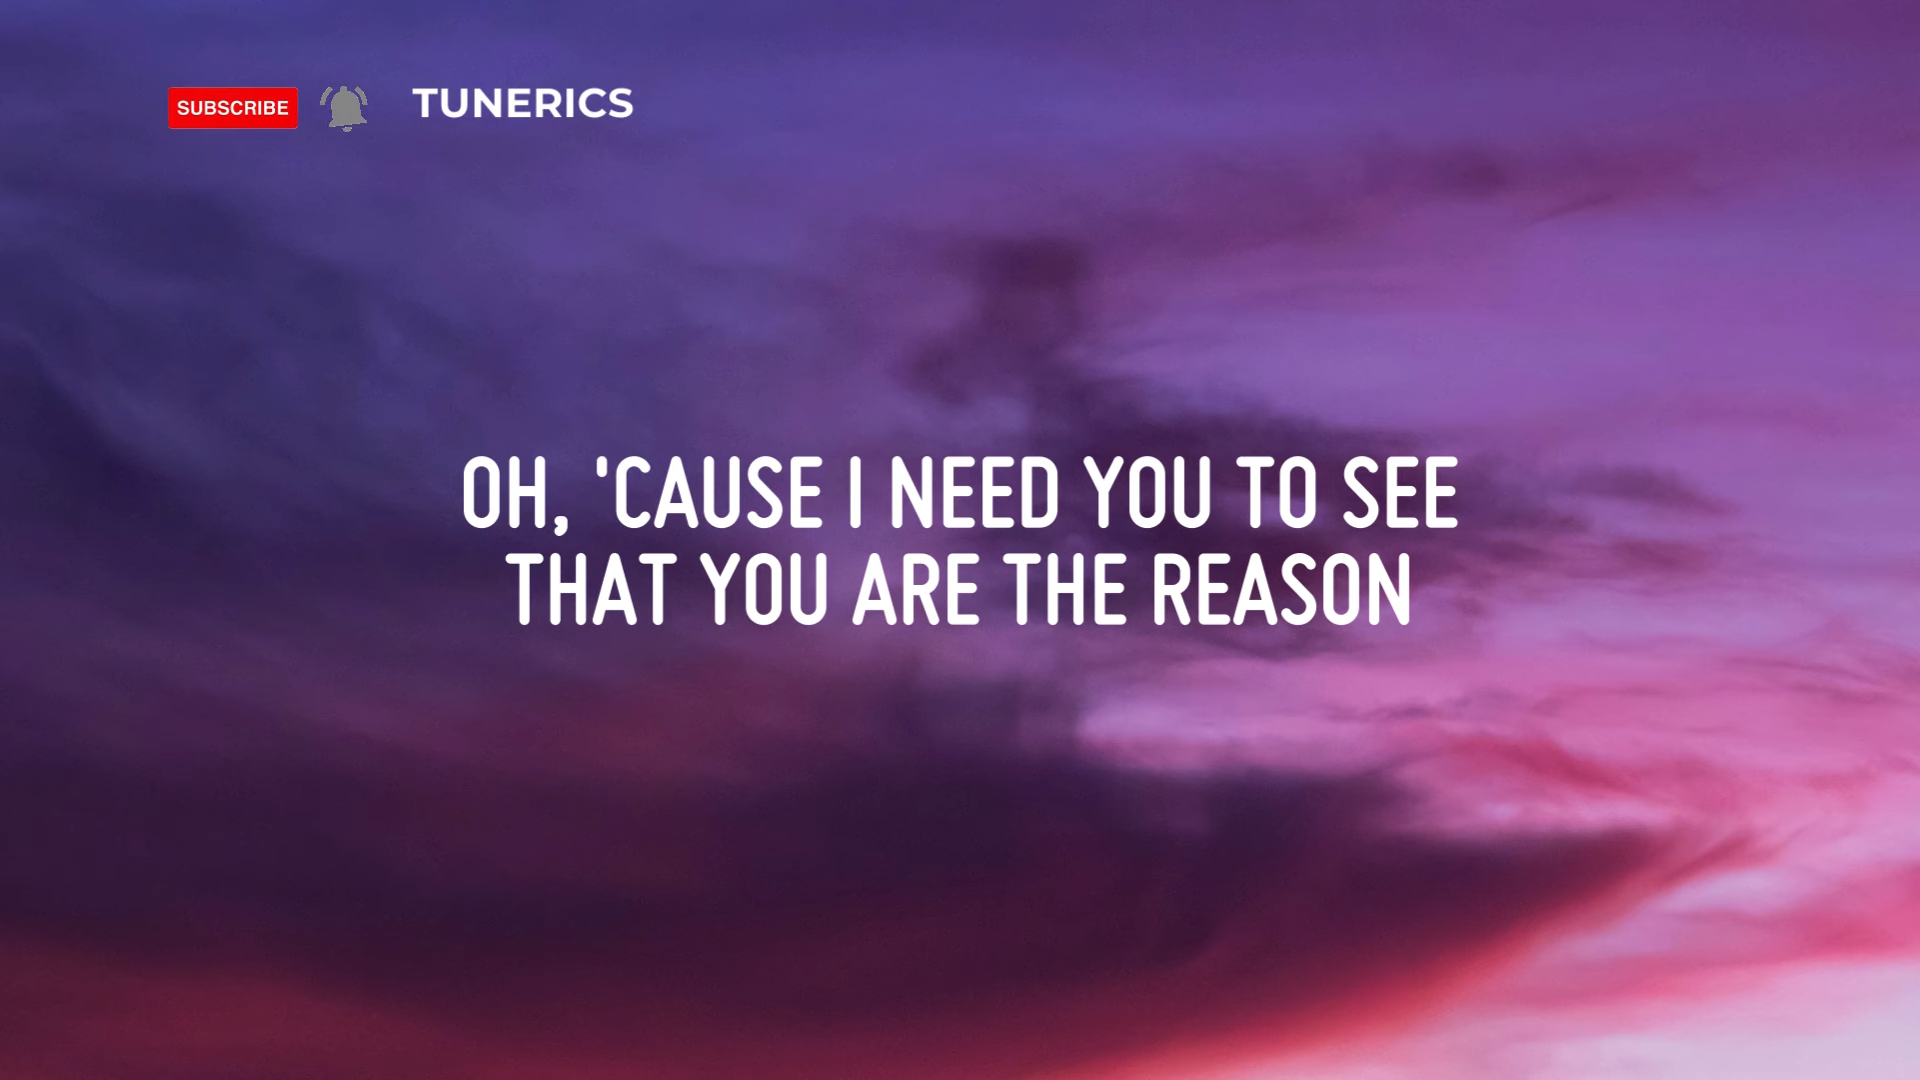 SUBSCRIBE TUNERICS
OH, 'CAUSE I NEED YOU TO SEE
THAT YOU ARE THE REASON